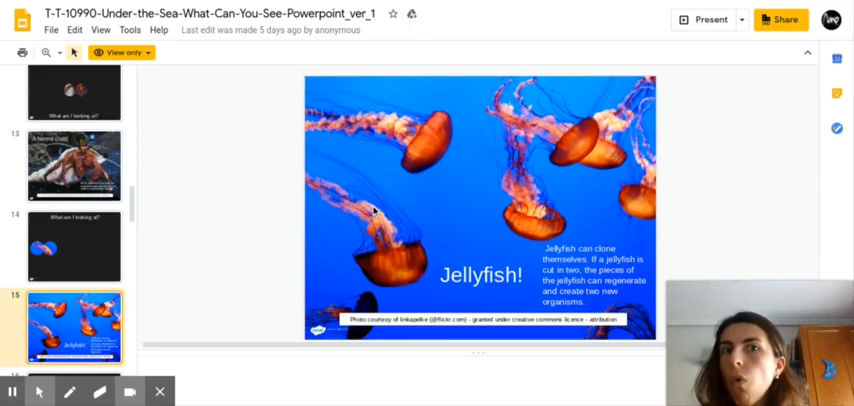 T-T-10990-Under-the-Sea-What-Can-You-See-Powerpoint_ver_1
Present
Share
File Edit View Tools Help Last edit was made 5 days ago by anonymous
View only
What am I looking at?
13
A hermit crab!
14
What am I looking at?
15
Jellyfish!
Jellyfish can clone
themselves. If a jellyfish is
cut in two, the pieces of
the jellyfish can regenerate
and create two new
organisms.
Jellyfish!
Photo courtesy of linkapelke (@flickr.com) - granted under creative commons licence - attribution